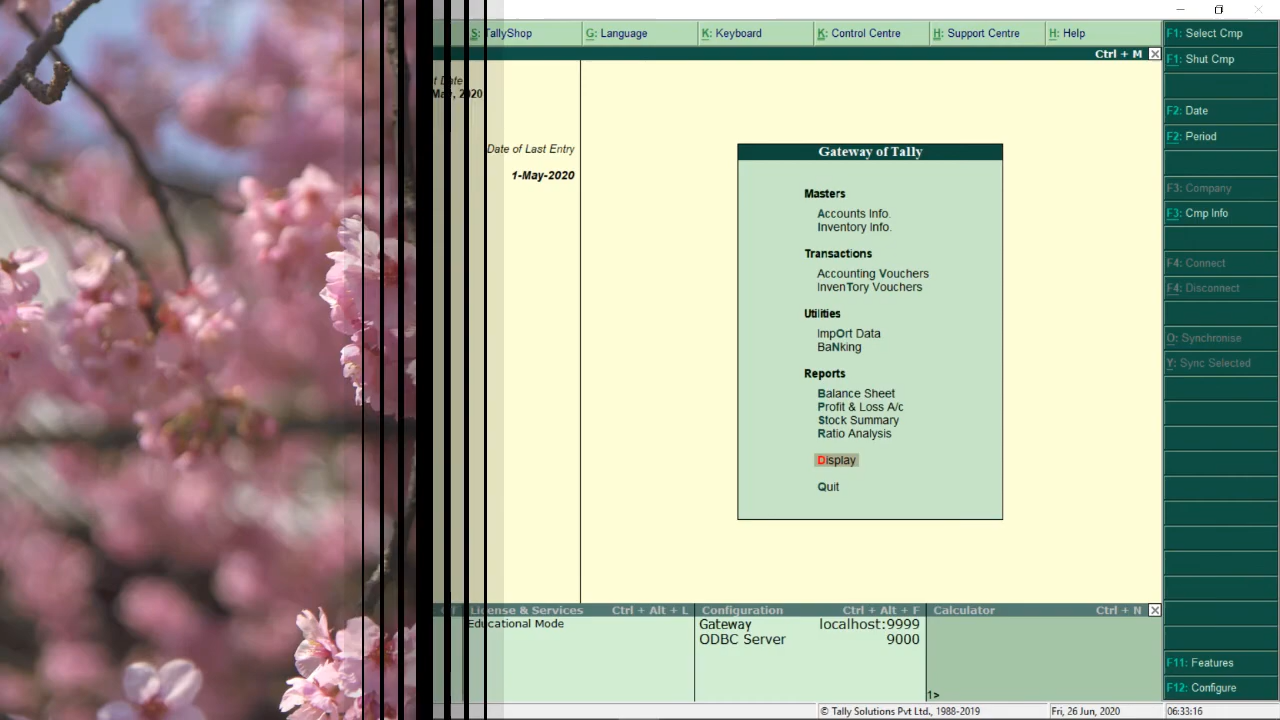 S: TallyShop
G: Language
K: Keyboard
K: Control Centre
H: Support Centre
H: Help
Ctrl + M
t Date
May, 2020
Date of Last Entry
1-May-2020
Gateway of Tally
Masters
Accounts Info.
Inventory Info.
Transactions
Accounting Vouchers
InvenTory Vouchers
Utilities
ImpOrt Data
BaNking
Reports
Balance Sheet
Profit & Loss A/c
Stock Summary
Ratio Analysis
Display
Quit
F1: Select Cmp
F1: Shut Cmp
F2: Date
F2: Period
F3: Company
F3: Cmp Info
F4: Connect
F4: Disconnect
O: Synchronise
Y: Sync Selected
F11: Features
F12: Configure
License & Services Ctrl + Alt + L
Educational Mode
Configuration Ctrl + Alt + F
Gateway localhost:9999
ODBC Server 9000
Calculator Ctrl + N
1>
© Tally Solutions Pvt Ltd., 1988-2019
Fri, 26 Jun, 2020
06:33:16